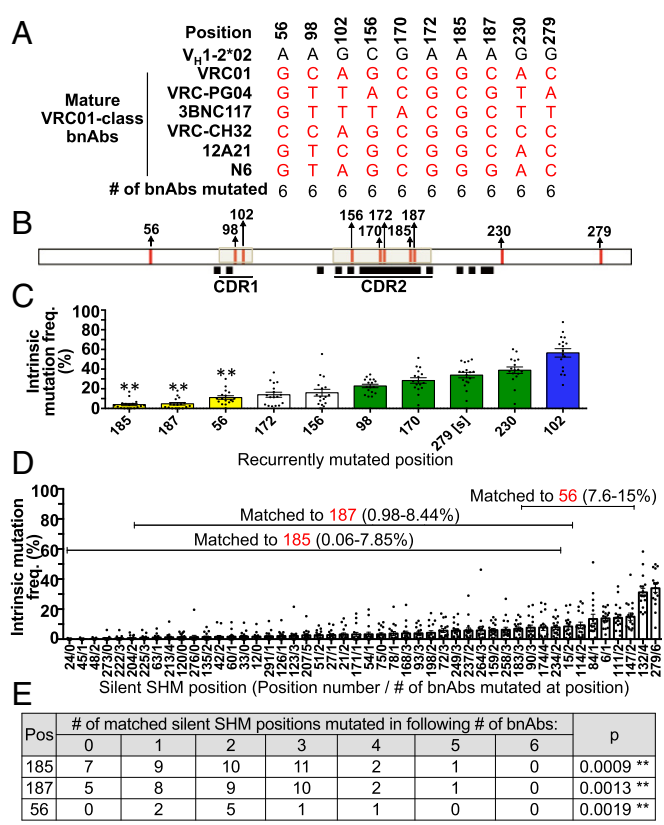 A
Position 56 98 102 156 170 172 185 187 230 279
VH1-2*02 A A G C G A A A G G
VRC01 G C A G C G G C A C
VRC-PG04 G T T A C G C G T A
3BNC117 G T T T A C G C T T
VRC-CH32 C C A G C G G C C C
12A21 G T C G C G G C A C
N6 G T A G C G G G A C
Mature
VRC01-class
bnAbs
# of bnAbs mutated 6 6 6 6 6 6 6 6 6 6
B
56 98 102 156 170 172 185 187 230 279
CDR1 CDR2
C
Intrinsic
mutation freq.
(%)
100
80
60
40
20
0
** ** **
185 187 56 172 156 98 170 279 [s] 230 102
Recurrently mutated position
D
Intrinsic mutation
freq. (%)
100
80
60
40
20
0
Matched to 56 (7.6-15%)
Matched to 187 (0.98-8.44%)
Matched to 185 (0.06-7.85%)
24/0 45/1 48/2 273/0 222/3 204/2 225/3 63/1 213/4 120/0 276/0 135/2 42/2 60/1 33/0 12/0 291/1 126/1 123/3 207/5 51/2 27/1 21/2 171/1 54/1 75/0 78/1 168/3 93/3 198/2 72/3 249/3 237/2 264/3 159/2 258/3 183/3 90/3 174/4 234/2 15/2 114/2 84/1 6/1 111/2 147/2 132/4 279/6
Silent SHM position (Position number / # of bnAbs mutated at position)
E
Pos # of matched silent SHM positions mutated in following # of bnAbs: p
0 1 2 3 4 5 6
185 7 9 10 11 2 1 0 0.0009 **
187 5 8 9 10 2 1 0 0.0013 **
56 0 2 5 1 1 0 0 0.0019 **